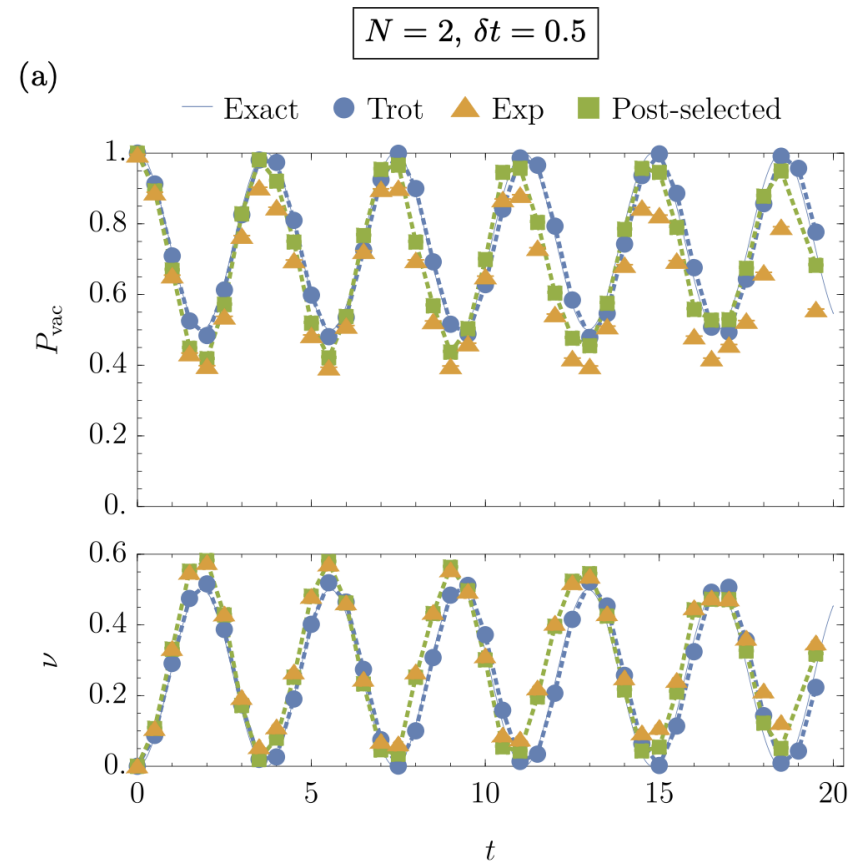 N = 2, δt = 0.5
(a)
Exact Trot Exp Post-selected
1.
0.8
0.6
0.4
0.2
0.
P_vac
0.6
0.4
0.2
0.
ν
0 5 10 15 20
t